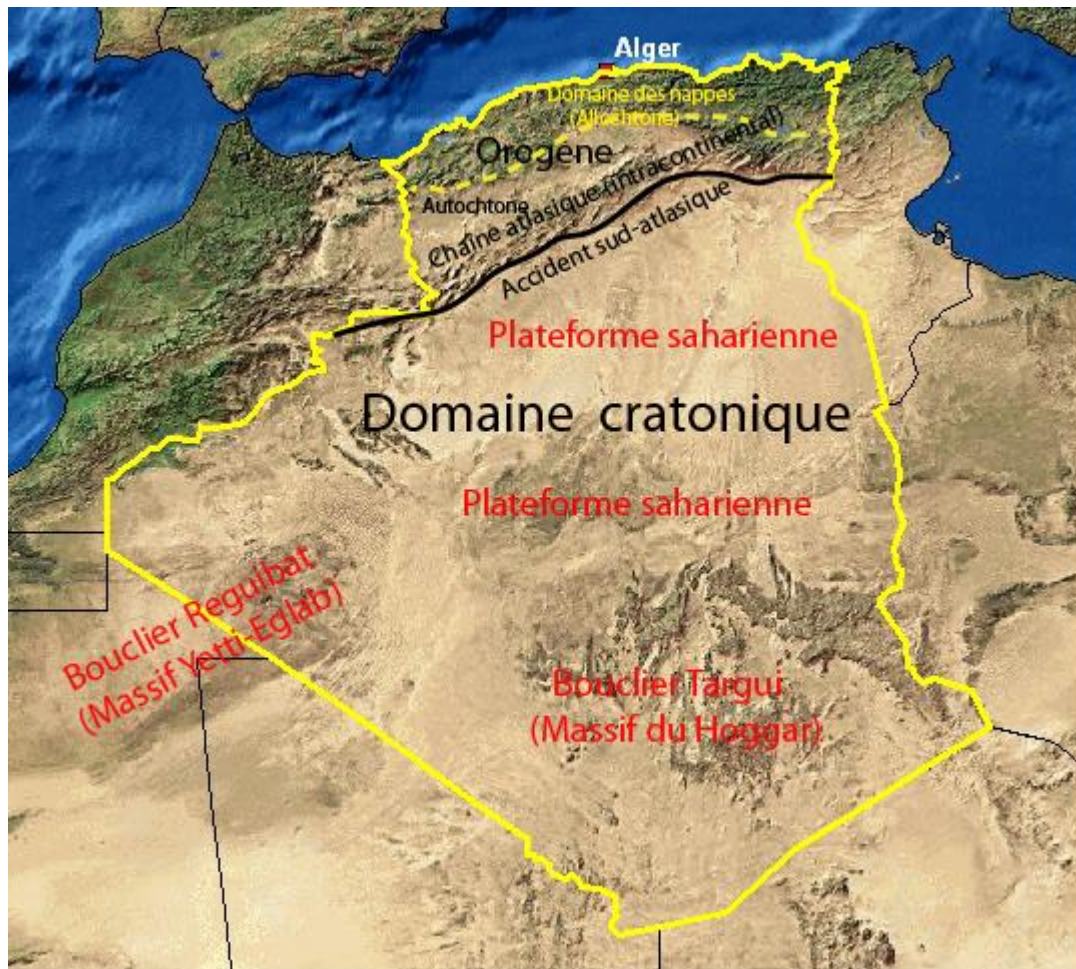 Alger
Domaine des nappes
(Allochtone)
Orogène
Autochtone
Chaîne atlasique (intracontinental)
Accident sud-atlasique
Plateforme saharienne
Domaine cratonique
Plateforme saharienne
Bouclier Reguibat
(Massif Yetti-Eglab)
Bouclier Targui
(Massif du Hoggar)